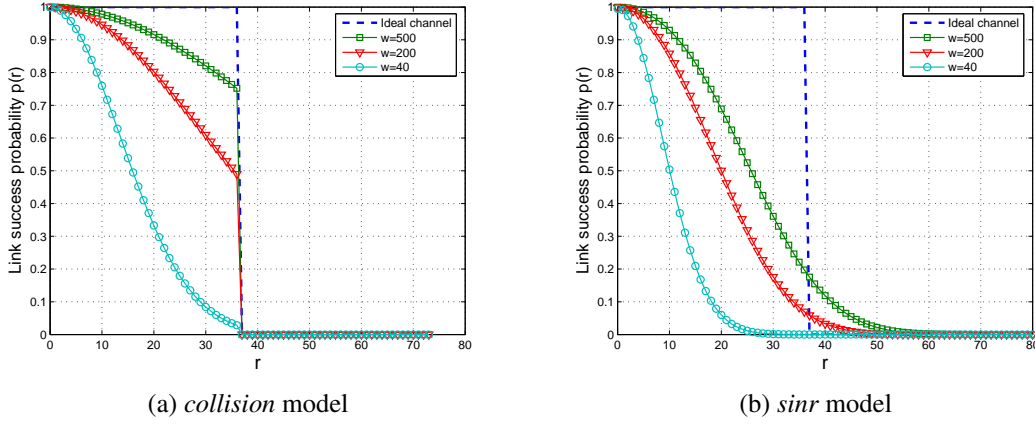 Link success probability p(r)
1
0.9
0.8
0.7
0.6
0.5
0.4
0.3
0.2
0.1
0
0 10 20 30 40 50 60 70 80
r
Ideal channel
w=500
w=200
w=40
(a) collision model
Link success probability p(r)
1
0.9
0.8
0.7
0.6
0.5
0.4
0.3
0.2
0.1
0
0 10 20 30 40 50 60 70 80
r
Ideal channel
w=500
w=200
w=40
(b) sinr model